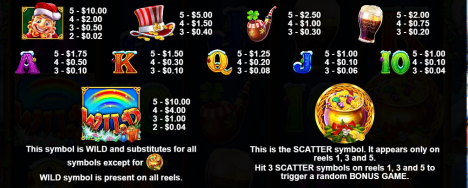 5 - $10.00
4 - $2.00
3 - $0.50
2 - $0.02
5 - $5.00
4 - $1.50
3 - $0.40
5 - $2.50
4 - $1.00
3 - $0.30
5 - $2.00
4 - $0.75
3 - $0.20
A
5 - $1.75
4 - $0.50
3 - $0.10
K
5 - $1.50
4 - $0.30
3 - $0.10
Q
5 - $1.25
4 - $0.20
3 - $0.08
J
5 - $1.00
4 - $0.10
3 - $0.06
10
5 - $1.00
4 - $0.10
3 - $0.04
WILD
5 - $10.00
4 - $4.00
3 - $1.00
2 - $0.04
This symbol is WILD and substitutes for all
symbols except for
WILD symbol is present on all reels.
This is the SCATTER symbol. It appears only on
reels 1, 3 and 5.
Hit 3 SCATTER symbols on reels 1, 3 and 5 to
trigger a random BONUS GAME.